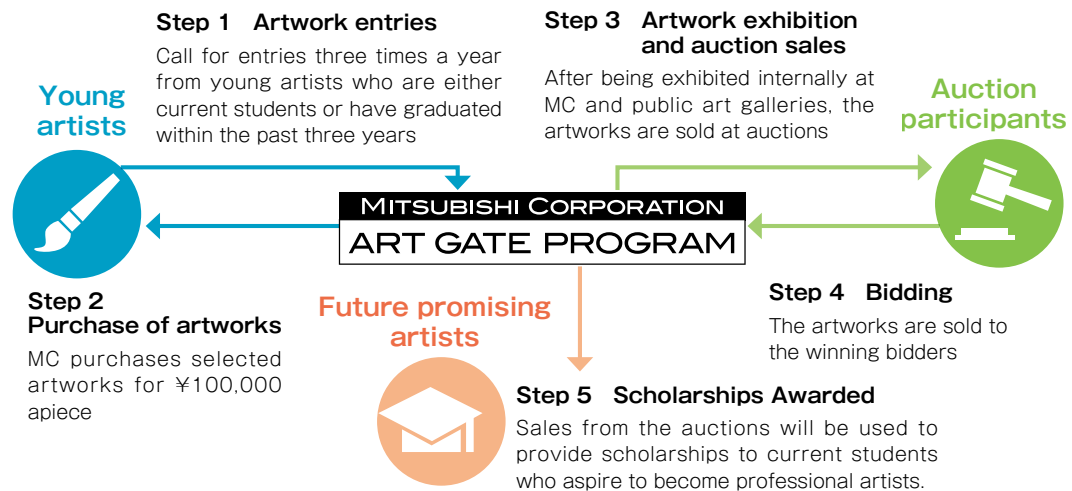 Step 1 Artwork entries
Call for entries three times a year
from young artists who are either
current students or have graduated
within the past three years
Step 3 Artwork exhibition
and auction sales
After being exhibited internally at
MC and public art galleries, the
artworks are sold at auctions
Young
artists
Auction
participants
MITSUBISHI CORPORATION
ART GATE PROGRAM
Step 2
Purchase of artworks
MC purchases selected
artworks for ¥100,000
apiece
Future promising
artists
Step 4 Bidding
The artworks are sold to
the winning bidders
Step 5 Scholarships Awarded
Sales from the auctions will be used to
provide scholarships to current students
who aspire to become professional artists.